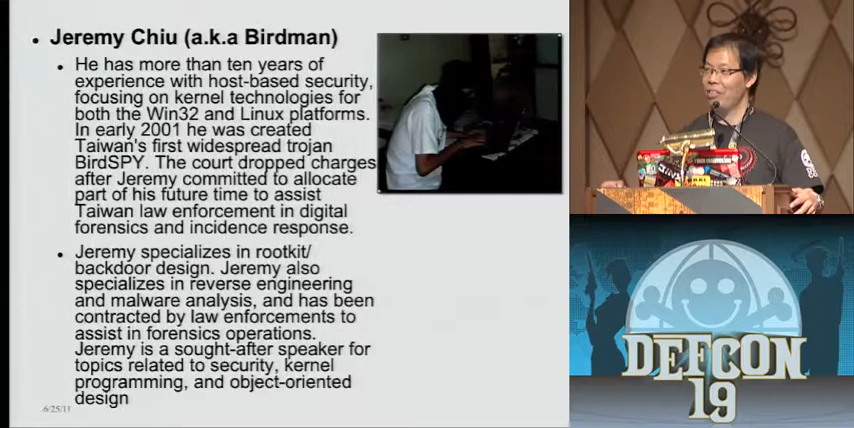 • Jeremy Chiu (a.k.a Birdman)
• He has more than ten years of
experience with host-based security,
focusing on kernel technologies for
both the Win32 and Linux platforms.
In early 2001 he was created
Taiwan's first widespread trojan
BirdSPY. The court dropped charges
after Jeremy committed to allocate
part of his future time to assist
Taiwan law enforcement in digital
forensics and incidence response.
• Jeremy specializes in rootkit/
backdoor design. Jeremy also
specializes in reverse engineering
and malware analysis, and has been
contracted by law enforcements to
assist in forensics operations.
Jeremy is a sought-after speaker for
topics related to security, kernel
programming, and object-oriented
design
DEFCON
19